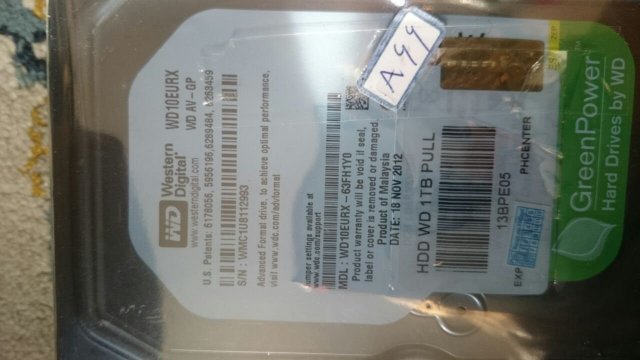 WD
Western
Digital
www.westerndigital.com
WD10EURX
WD AV-GP
U.S. Patents: 6178056, 5956196,6289484,
S/N : WMC1U8112993
Advanced Format drive, to achieve optimal performance,
visit www.wdc.com/advformat
settings available at
www.wdc.com/support
MDL : WD10EURX - 63FH1Y0
Product warranty will be void if seal,
label or cover is removed or damaged.
Product of Malaysia
DATE: 18 NOV 2012
A99
HDD WD 1TB PULL
13BPE05
PHCENTER
EXP
GreenPower™
Hard Drives by WD